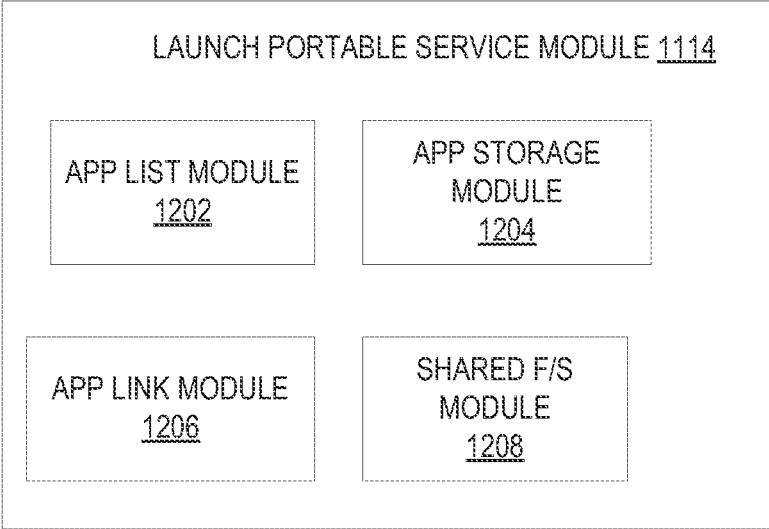 LAUNCH PORTABLE SERVICE MODULE 1114
APP LIST MODULE
1202
APP STORAGE
MODULE
1204
APP LINK MODULE
1206
SHARED F/S
MODULE
1208